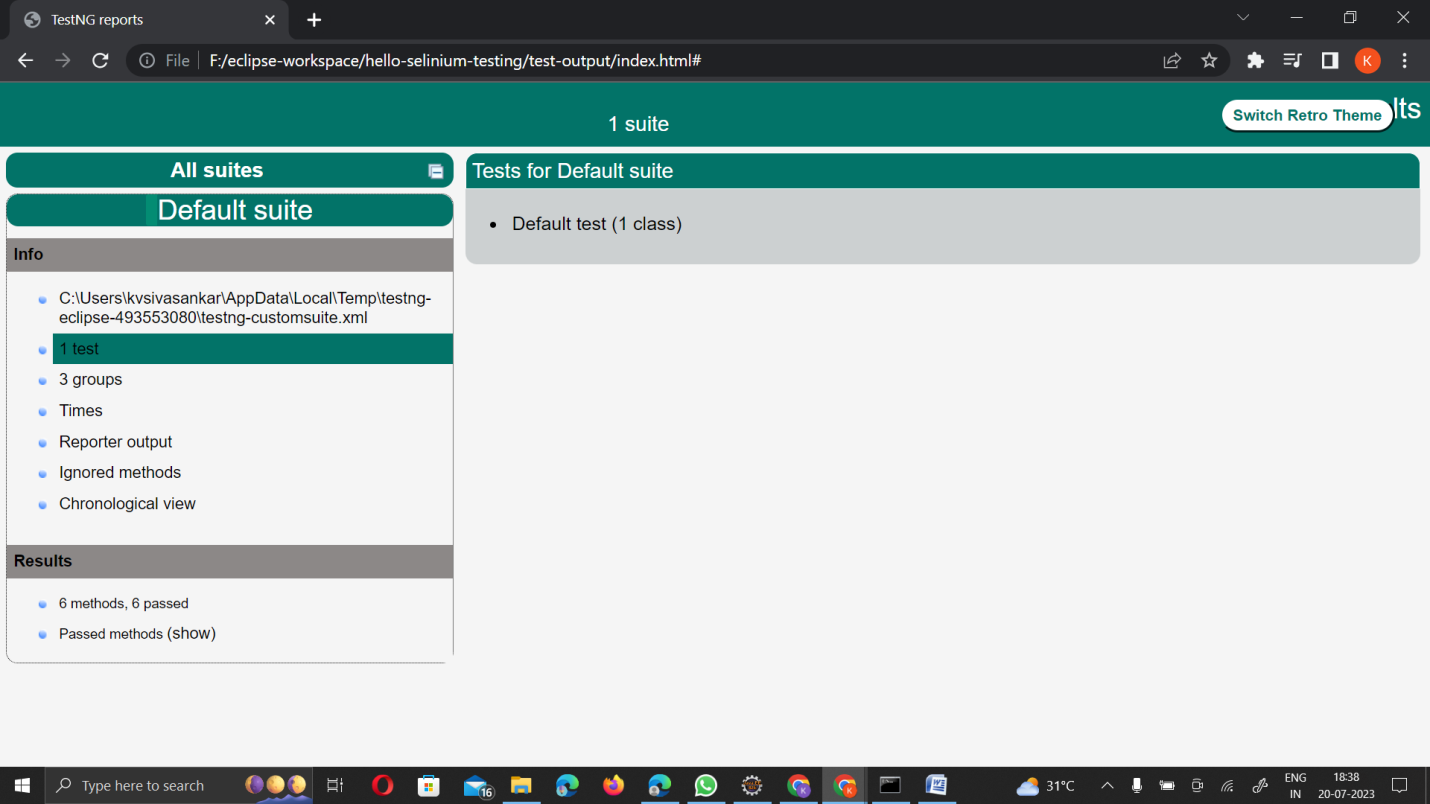 TestNG reports
File
F:/eclipse-workspace/hello-selinium-testing/test-output/index.html#
K
1 suite
Switch Retro Theme
lts
All suites
Default suite
Info
C:\Users\kvsivasankar\AppData\Local\Temp\testng-
eclipse-493553080\testng-customsuite.xml
1 test
3 groups
Times
Reporter output
Ignored methods
Chronological view
Results
6 methods, 6 passed
Passed methods (show)
Tests for Default suite
Default test (1 class)
Type here to search
16
31°C
ENG
IN
18:38
20-07-2023